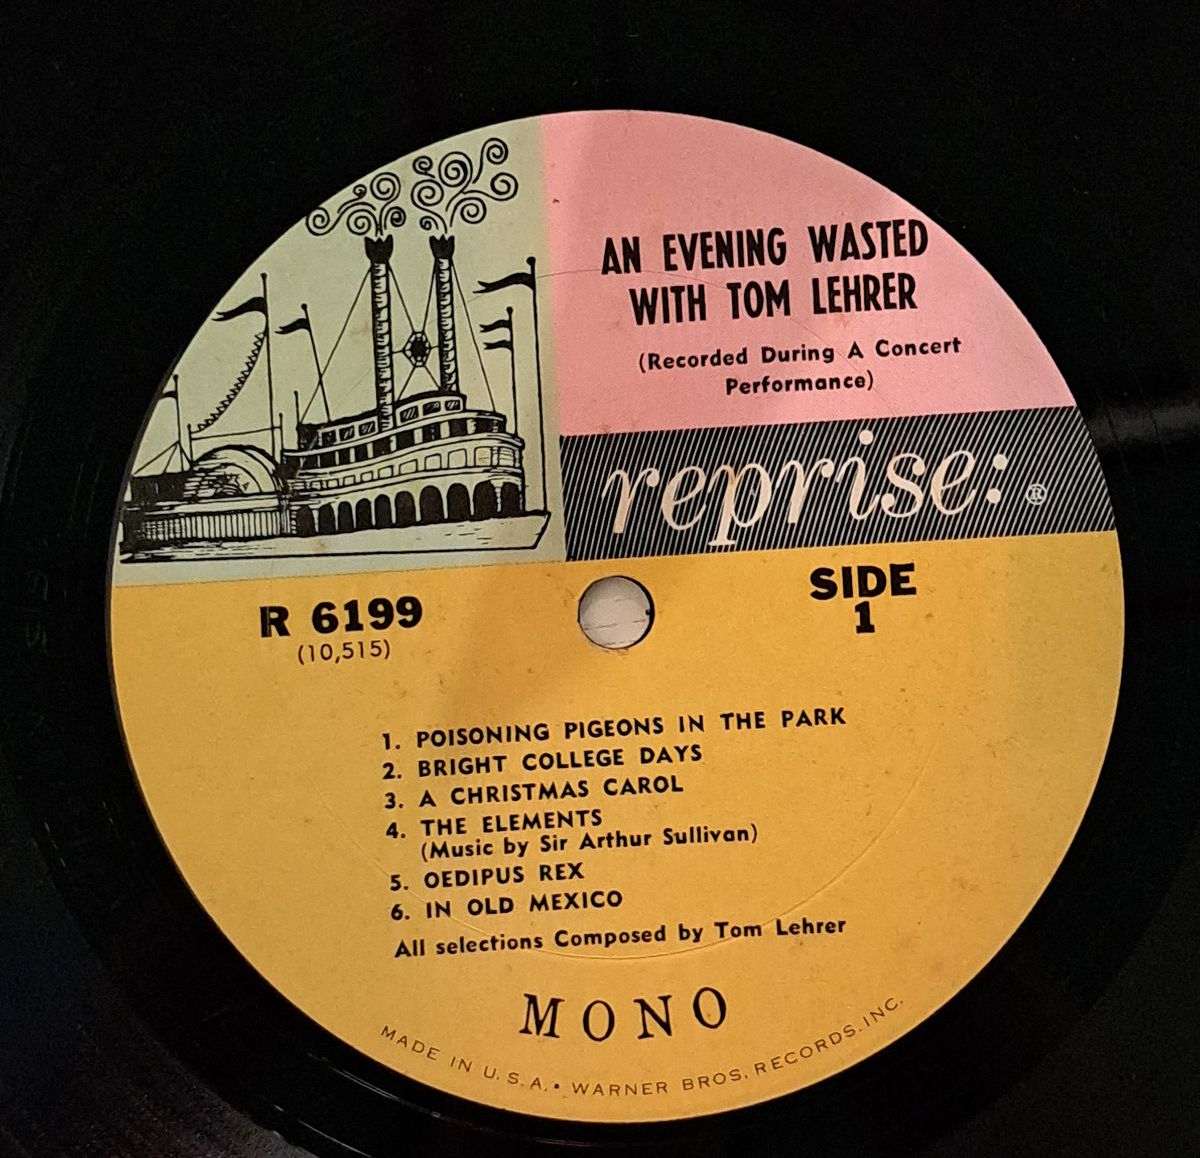 AN EVENING WASTED
WITH TOM LEHRER
(Recorded During A Concert
Performance)
reprise: ®
R 6199
(10,515)
SIDE
1
1. POISONING PIGEONS IN THE PARK
2. BRIGHT COLLEGE DAYS
3. A CHRISTMAS CAROL
4. THE ELEMENTS
(Music by Sir Arthur Sullivan)
5. OEDIPUS REX
6. IN OLD MEXICO
All selections Composed by Tom Lehrer
MONO
MADE IN U.S.A. • WARNER BROS. RECORDS. INC.